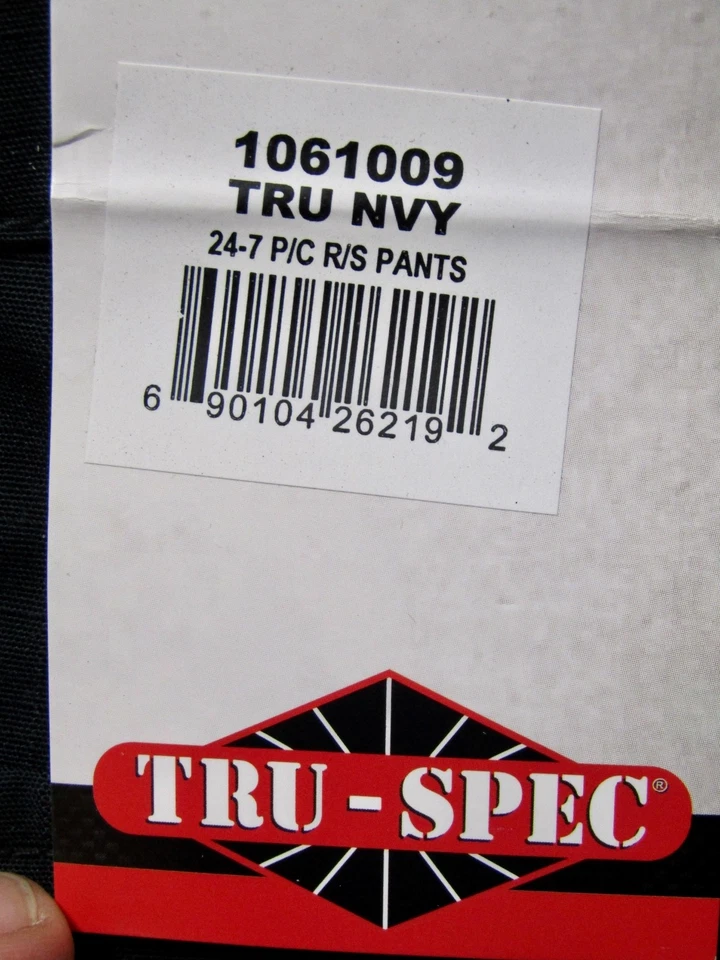 1061009
TRU NVY
24-7 P/C R/S PANTS
6 90104 26219 2
TRU-SPEC®